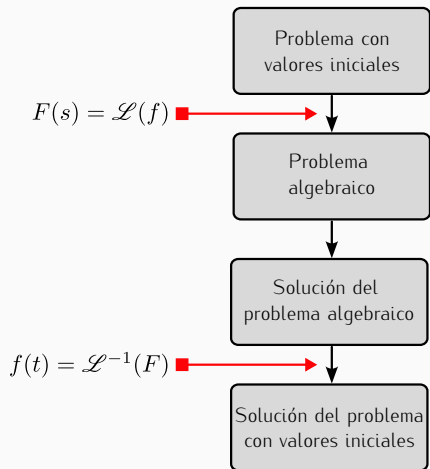 Problema con
valores iniciales
F(s) = ℒ(f)
Problema
algebraico
Solución del
problema algebraico
f(t) = ℒ⁻¹(F)
Solución del problema
con valores iniciales